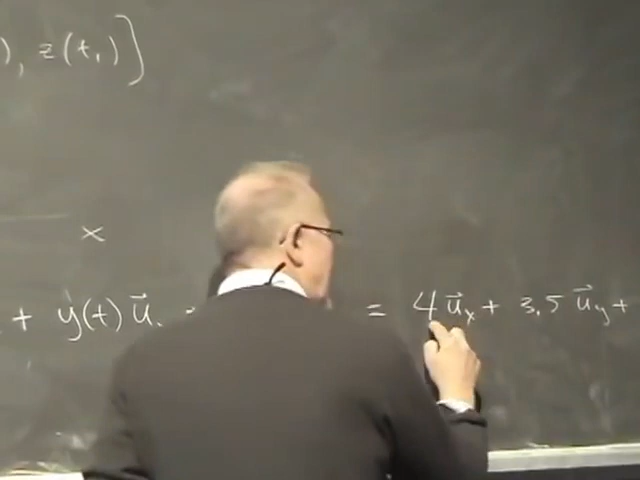 ), z(t₁)]
x
+ ẏ(t) u⃗ = 4 u⃗ₓ + 3.5 u⃗ᵧ +